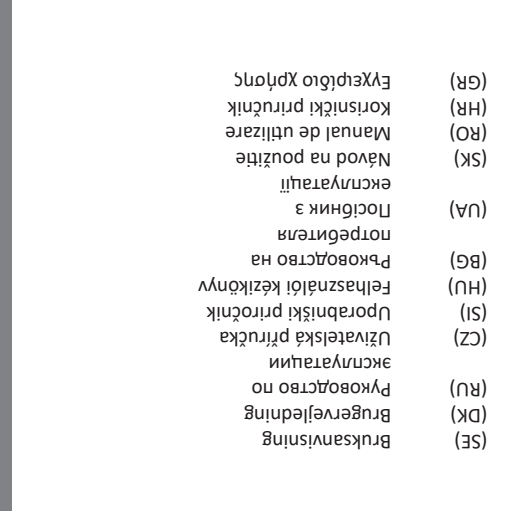 (SE) Bruksanvisning
(DK) Brugervejledning
(RU) Руководство по
эксплуатации
(CZ) Uživatelská příručka
(SI) Uporabniški priročnik
(HU) Felhasználói kézikönyv
(BG) Ръководство на
потребителя
(UA) Посібник з
експлуатації
(SK) Návod na použitie
(RO) Manual de utilizare
(HR) Korisnički priručnik
(GR) Εγχειρίδιο χρήσης